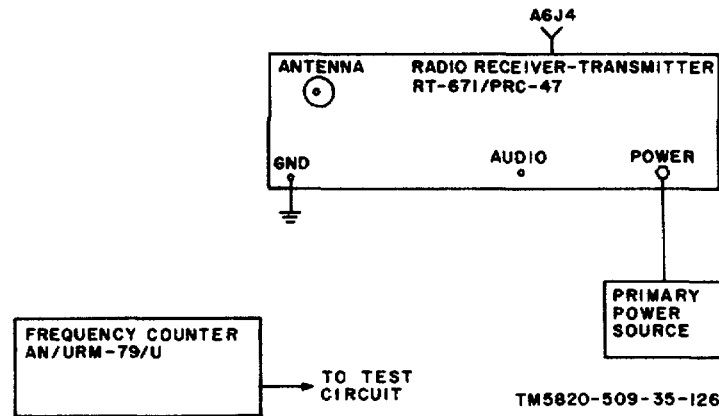 A6J4
ANTENNA
RADIO RECEIVER-TRANSMITTER
RT-671/PRC-47
GND
AUDIO
POWER
PRIMARY
POWER
SOURCE
FREQUENCY COUNTER
AN/URM-79/U
TO TEST
CIRCUIT
TM5820-509-35-126